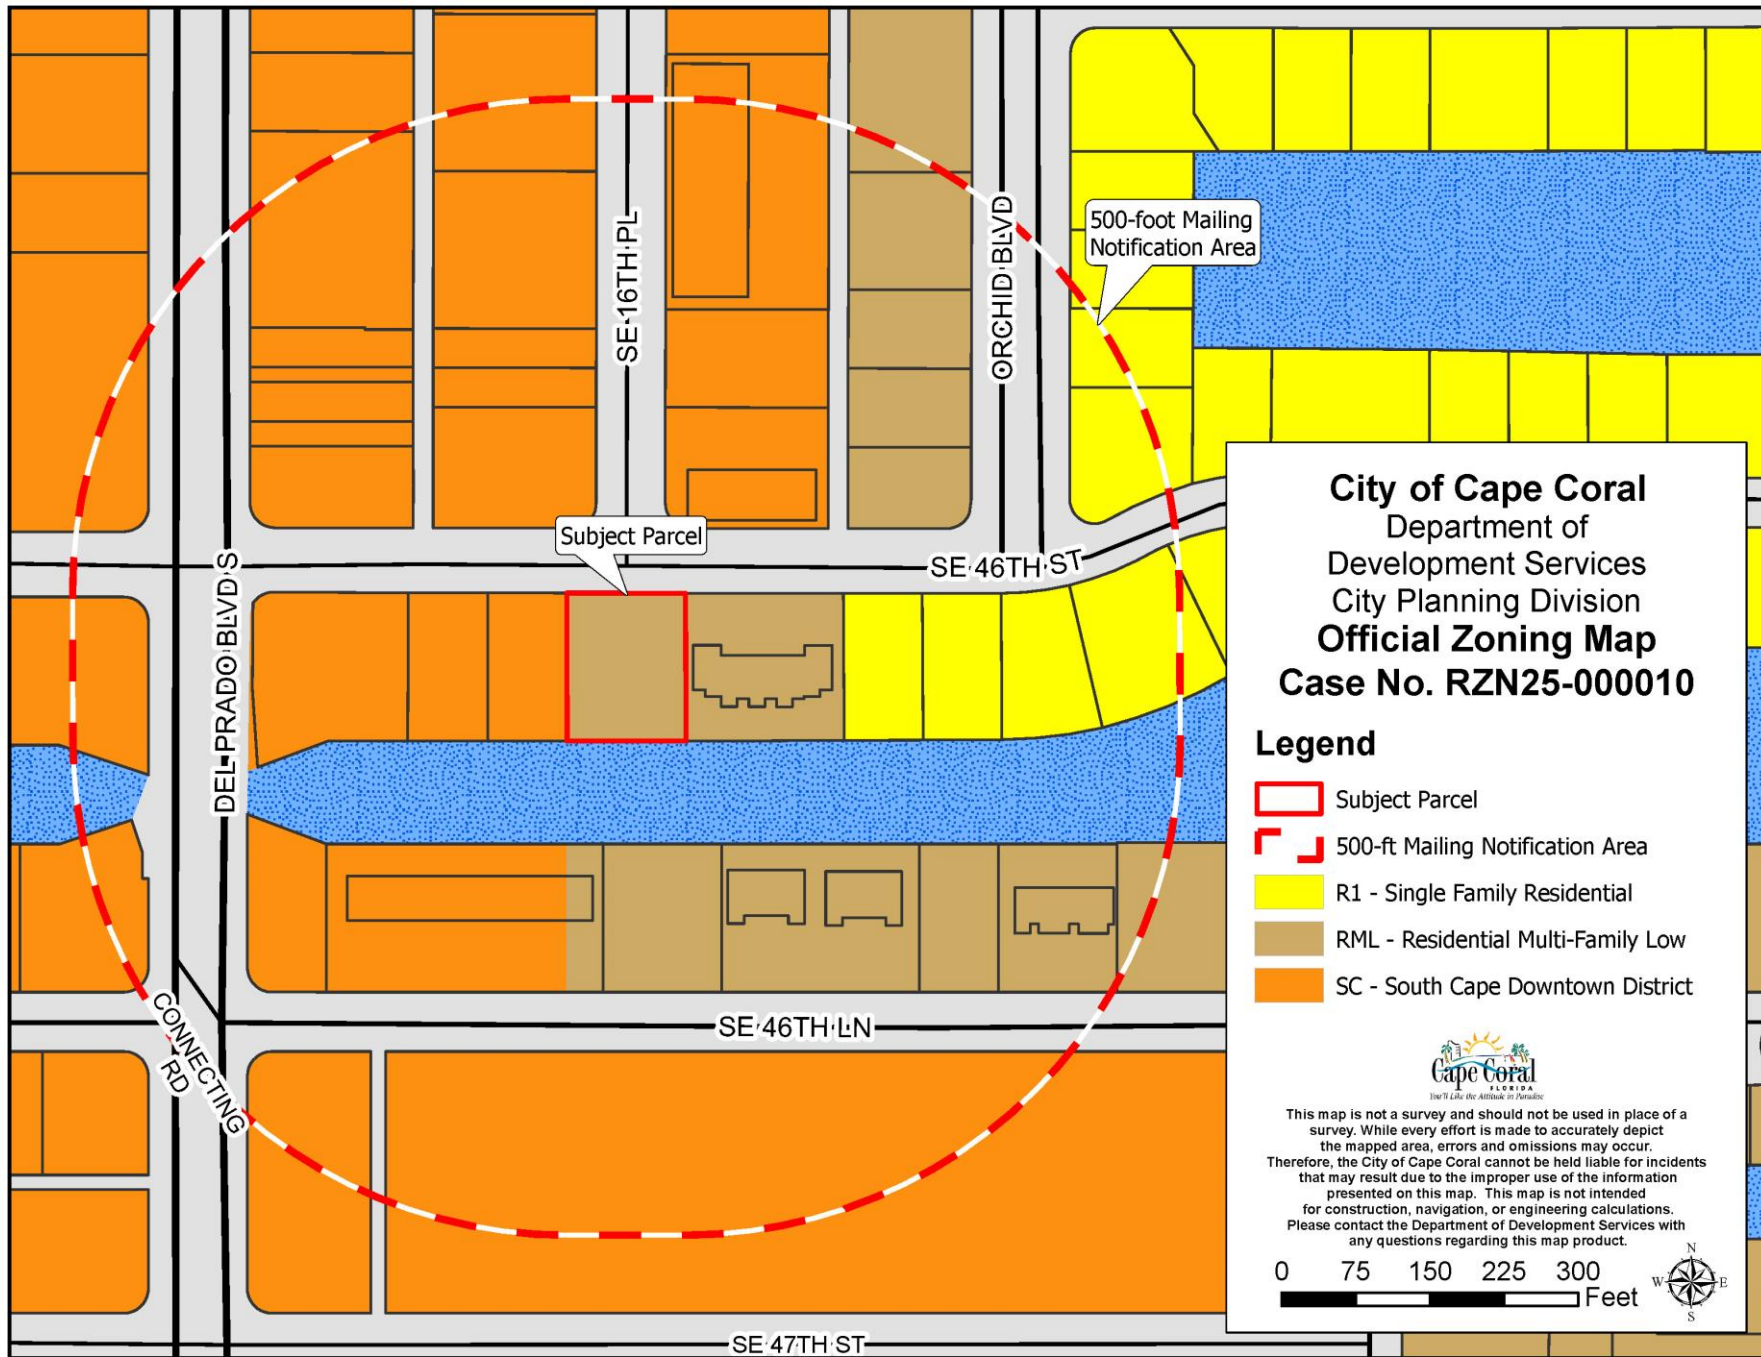 SE 16TH PL
ORCHID BLVD
500-foot Mailing
Notification Area
Subject Parcel
SE 46TH ST
DEL PRADO BLVD S
CONNECTING
RD
SE 46TH LN
SE 47TH ST
City of Cape Coral
Department of
Development Services
City Planning Division
Official Zoning Map
Case No. RZN25-000010
Legend
Subject Parcel
500-ft Mailing Notification Area
R1 - Single Family Residential
RML - Residential Multi-Family Low
SC - South Cape Downtown District
Cape Coral
FLORIDA
You'll Like the Attitude in Paradise
This map is not a survey and should not be used in place of a
survey. While every effort is made to accurately depict
the mapped area, errors and omissions may occur.
Therefore, the City of Cape Coral cannot be held liable for incidents
that may result due to the improper use of the information
presented on this map. This map is not intended
for construction, navigation, or engineering calculations.
Please contact the Department of Development Services with
any questions regarding this map product.
0 75 150 225 300
Feet
N
W E
S